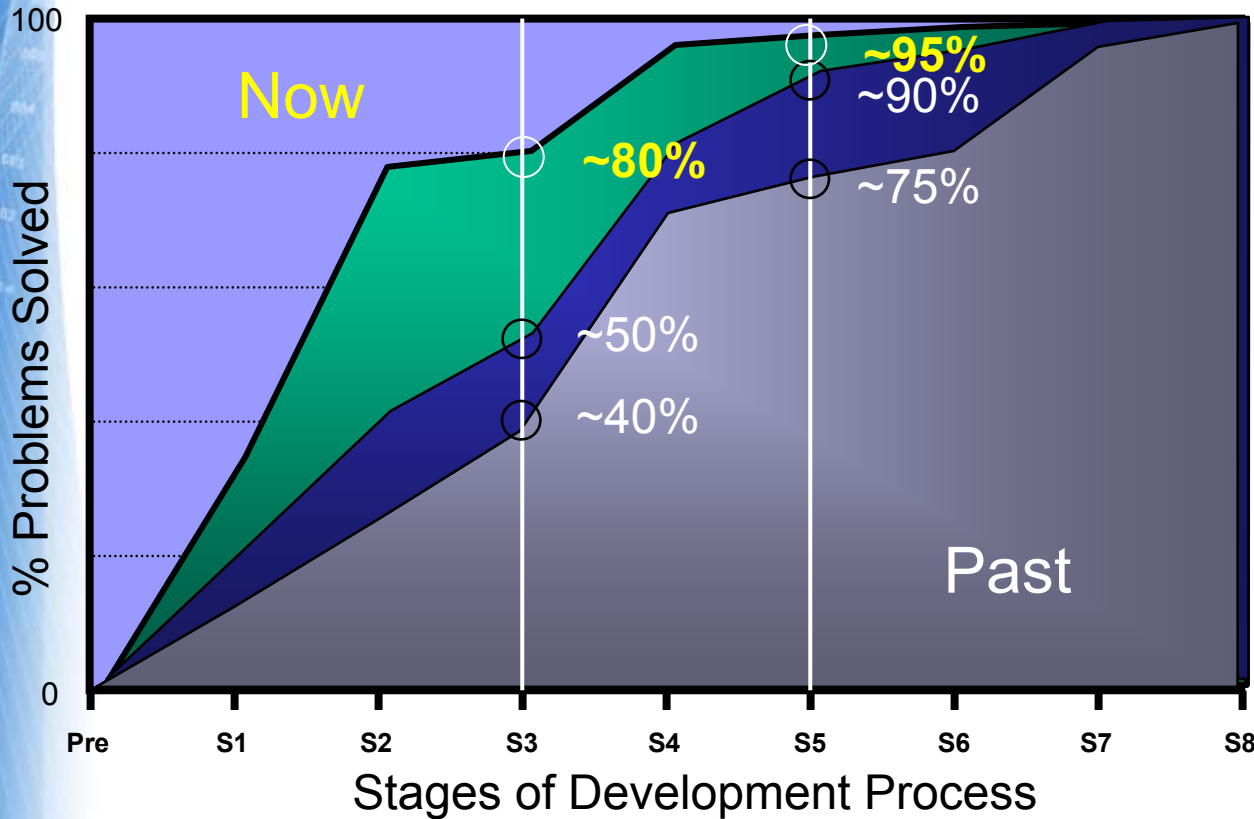 100
Now
~95%
~90%
~80%
~75%
~50%
~40%
Past
% Problems Solved
0
Pre S1 S2 S3 S4 S5 S6 S7 S8
Stages of Development Process